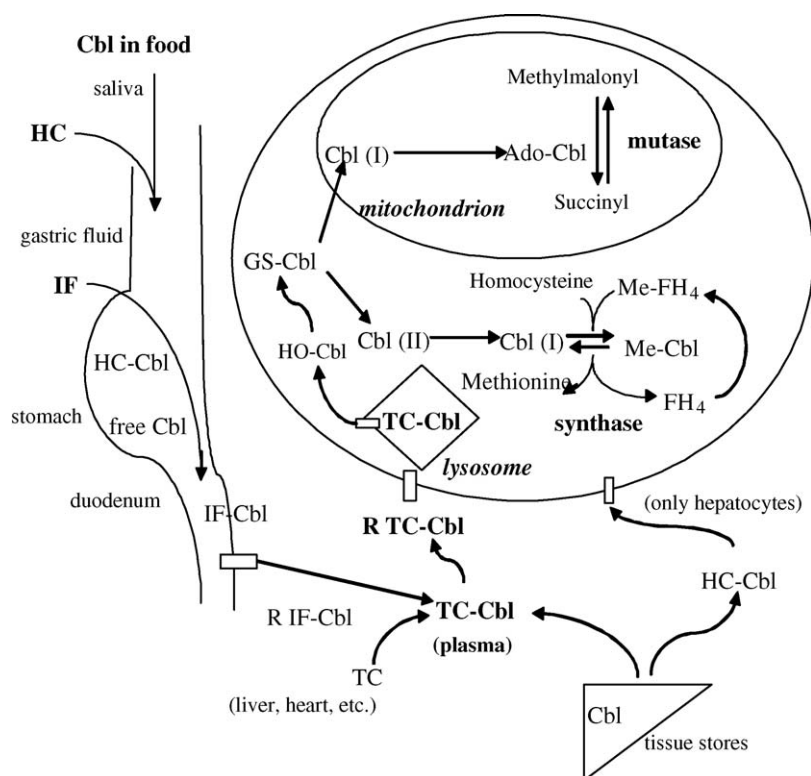 Cbl in food
saliva
HC
gastric fluid
IF
HC-Cbl
stomach
free Cbl
duodenum
IF-Cbl
R IF-Cbl
TC
(liver, heart, etc.)
Methylmalonyl
Cbl (I)
Ado-Cbl
mutase
mitochondrion
Succinyl
GS-Cbl
Homocysteine
Me-FH4
HO-Cbl
Cbl (II)
Cbl (I)
Me-Cbl
Methionine
FH4
TC-Cbl
synthase
lysosome
R TC-Cbl
(only hepatocytes)
HC-Cbl
TC-Cbl
(plasma)
Cbl
tissue stores